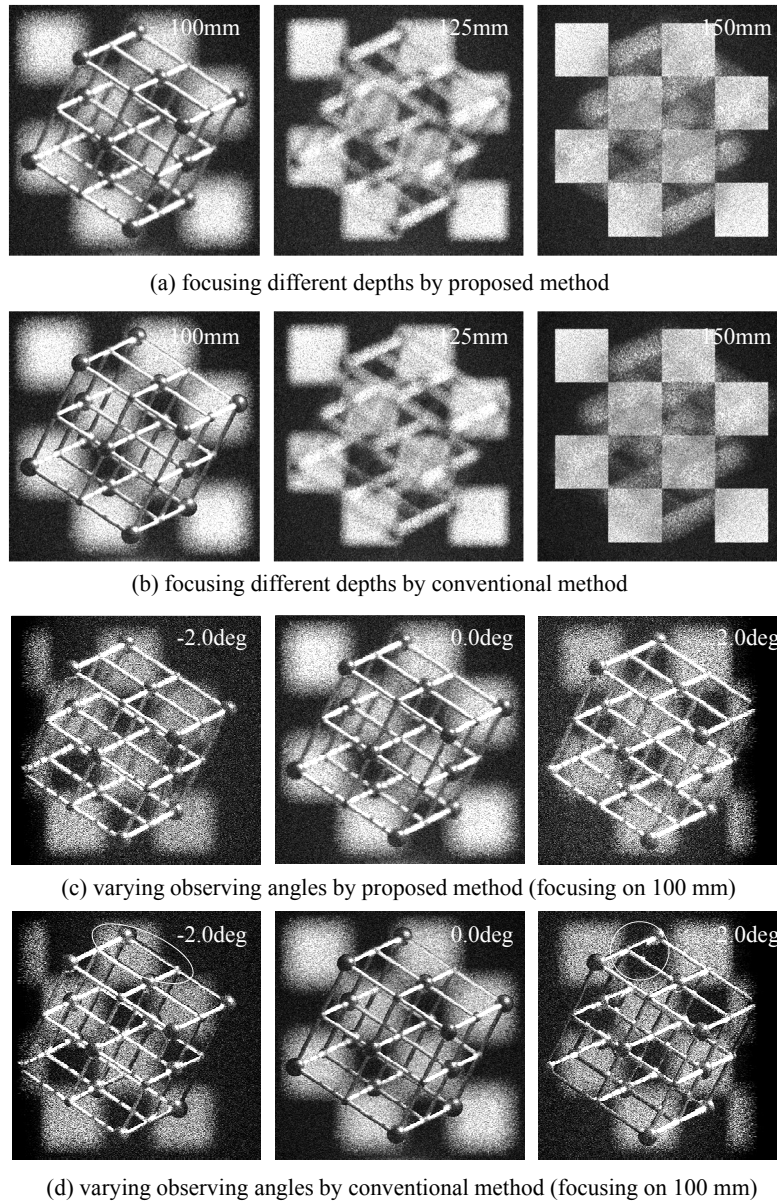 100mm 125mm 150mm
(a) focusing different depths by proposed method
100mm 125mm 150mm
(b) focusing different depths by conventional method
-2.0deg 0.0deg 2.0deg
(c) varying observing angles by proposed method (focusing on 100 mm)
-2.0deg 0.0deg 2.0deg
(d) varying observing angles by conventional method (focusing on 100 mm)